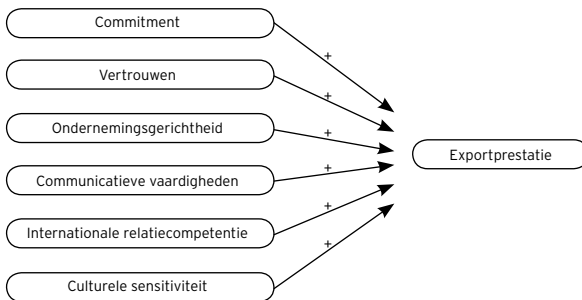 Commitment
+
Vertrouwen
+
Ondernemingsgerichtheid
+
Exportprestatie
Communicatieve vaardigheden
+
Internationale relatiecompetentie
+
Culturele sensitiviteit
+